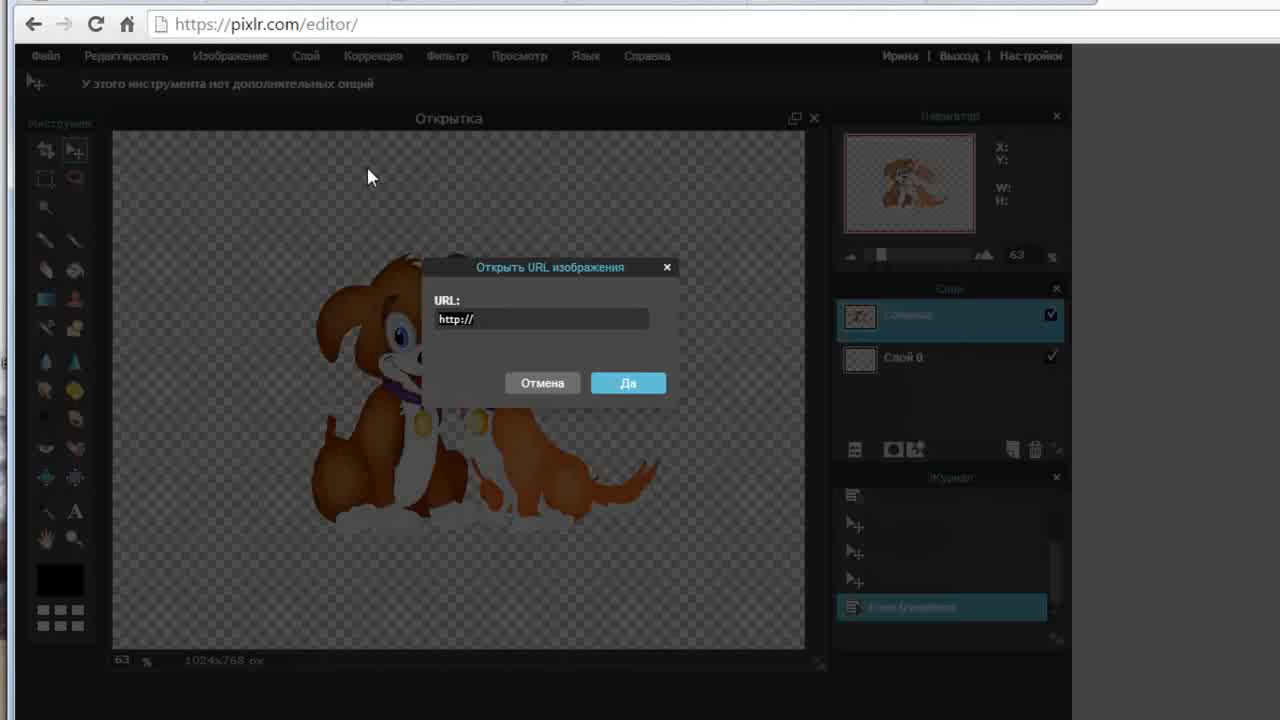 https://pixlr.com/editor/
Файл Редактировать Изображение Слой Коррекция Фильтр Просмотр Язык Справка Ирина | Выход | Настройки
У этого инструмента нет дополнительных опций
Инструмен
Открытка
Навигатор
X:
Y:
W:
H:
63 %
Открыть URL изображения
URL:
http://
Отмена Да
Слои
Слой 0
Журнал
63 % 1024x768 px